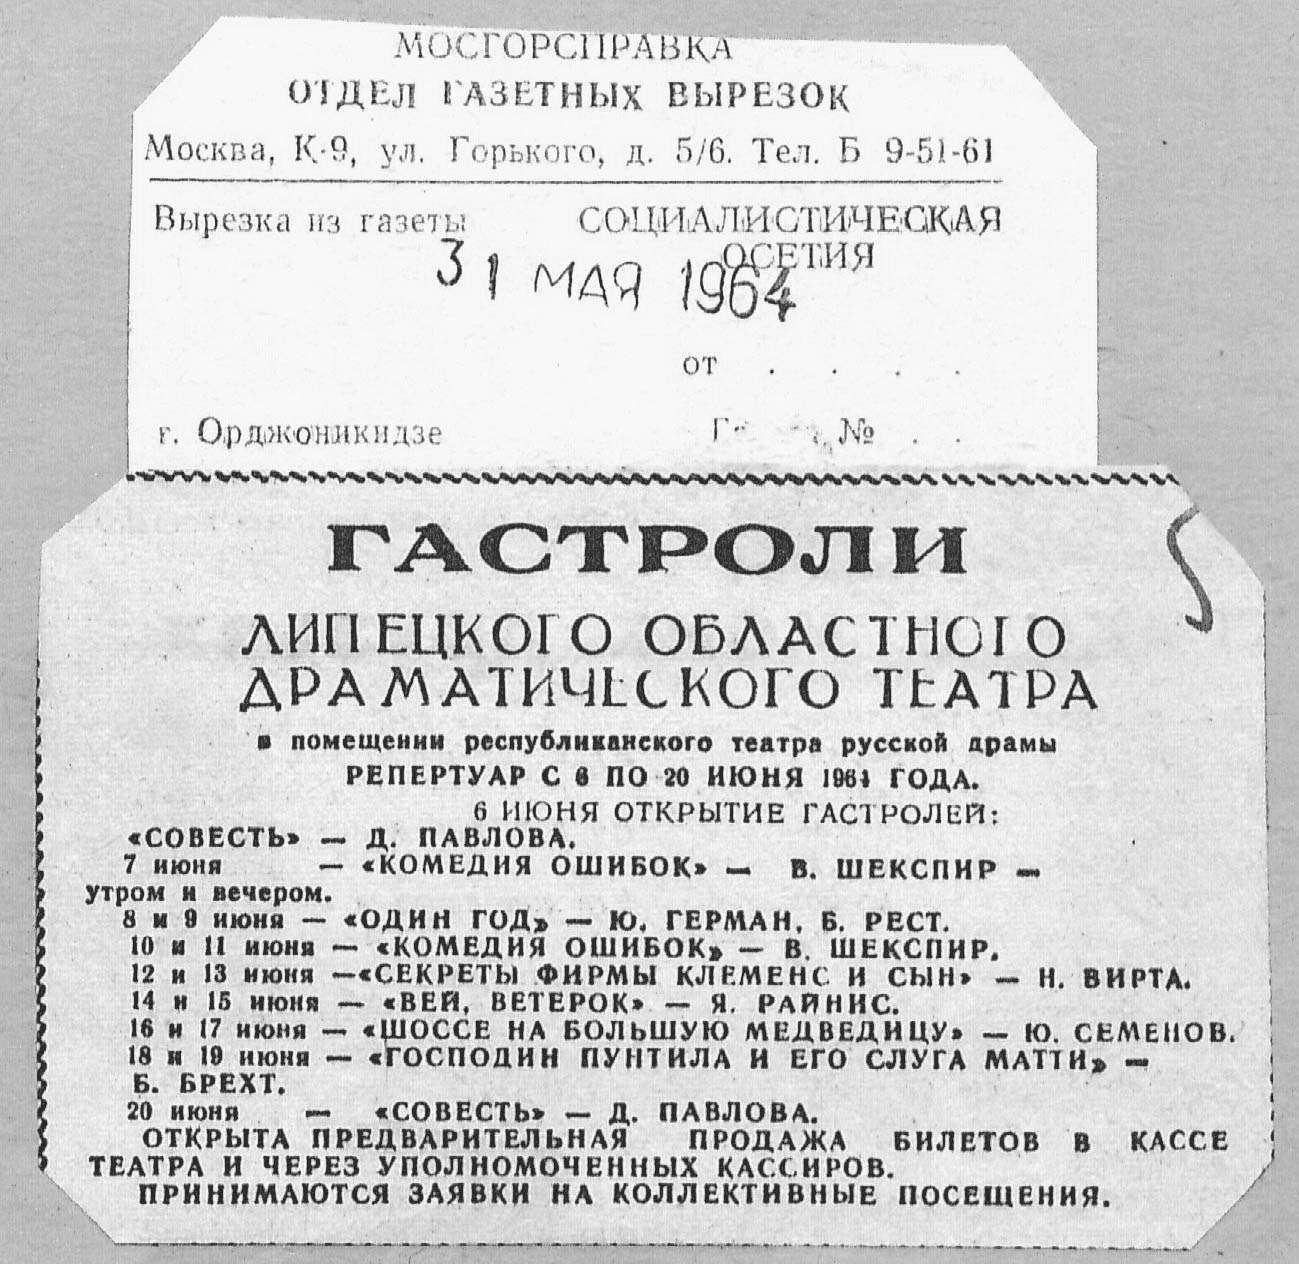 МОСГОРСПРАВКА
ОТДЕЛ ГАЗЕТНЫХ ВЫРЕЗОК
Москва, К-9, ул. Горького, д. 5/6. Тел. Б 9-51-61
Вырезка из газеты СОЦИАЛИСТИЧЕСКАЯ
ОСЕТИЯ
31 МАЯ 1964
от . . . .
г. Орджоникидзе № . .
ГАСТРОЛИ
ЛИПЕЦКОГО ОБЛАСТНОГО
ДРАМАТИЧЕСКОГО ТЕАТРА
в помещении республиканского театра русской драмы
РЕПЕРТУАР С 6 ПО 20 ИЮНЯ 1964 ГОДА.
6 ИЮНЯ ОТКРЫТИЕ ГАСТРОЛЕЙ:
«СОВЕСТЬ» — Д. ПАВЛОВА.
7 июня — «КОМЕДИЯ ОШИБОК» — В. ШЕКСПИР —
утром и вечером.
8 и 9 июня — «ОДИН ГОД» — Ю. ГЕРМАН, Б. РЕСТ.
10 и 11 июня — «КОМЕДИЯ ОШИБОК» — В. ШЕКСПИР.
12 и 13 июня —«СЕКРЕТЫ ФИРМЫ КЛЕМЕНС И СЫН» — Н. ВИРТА.
14 и 15 июня — «ВЕЙ, ВЕТЕРОК» — Я. РАЙНИС.
16 и 17 июня — «ШОССЕ НА БОЛЬШУЮ МЕДВЕДИЦУ» — Ю. СЕМЕНОВ.
18 и 19 июня — «ГОСПОДИН ПУНТИЛА И ЕГО СЛУГА МАТТИ» —
Б. БРЕХТ.
20 июня — «СОВЕСТЬ» — Д. ПАВЛОВА.
ОТКРЫТА ПРЕДВАРИТЕЛЬНАЯ ПРОДАЖА БИЛЕТОВ В КАССЕ
ТЕАТРА И ЧЕРЕЗ УПОЛНОМОЧЕННЫХ КАССИРОВ.
ПРИНИМАЮТСЯ ЗАЯВКИ НА КОЛЛЕКТИВНЫЕ ПОСЕЩЕНИЯ.